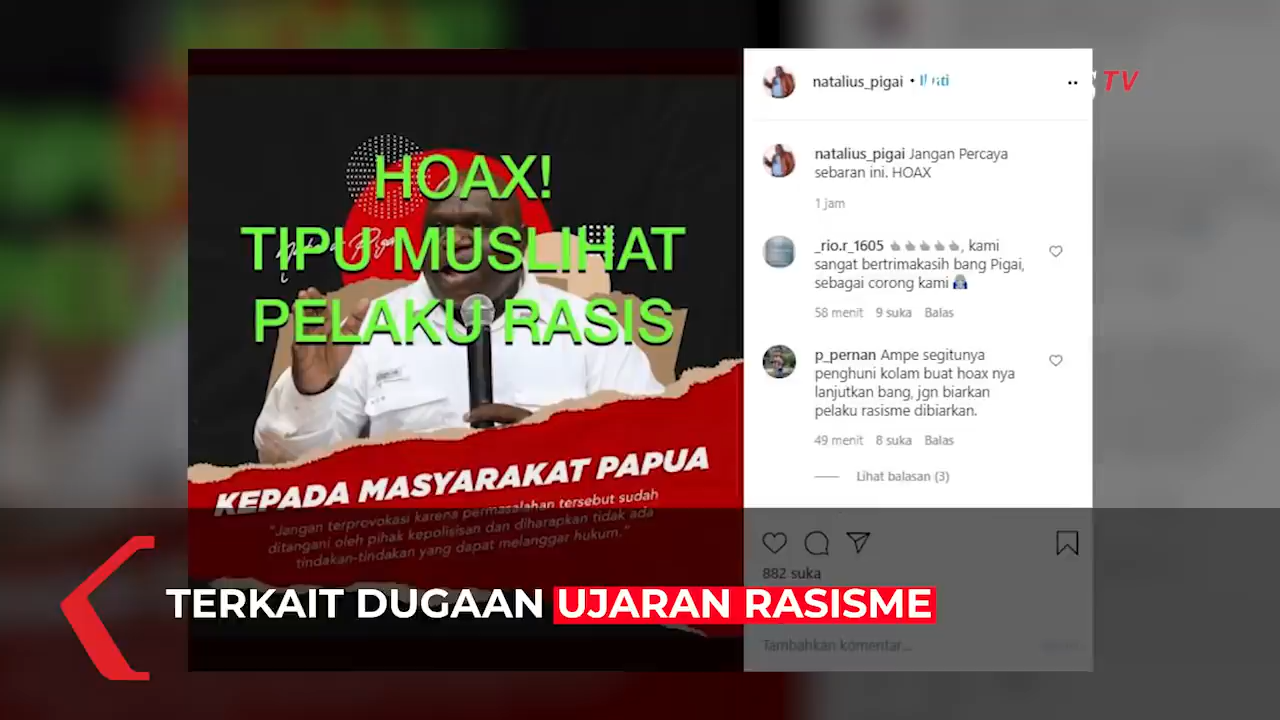 HOAX!
TIPU MUSLIHAT
PELAKU RASIS
KEPADA MASYARAKAT PAPUA
"Jangan terprovokasi karena permasalahan tersebut sudah
ditangani oleh pihak kepolisisan dan diharapkan tidak ada
tindakan-tindakan yang dapat melanggar hukum."
natalius_pigai •
TV
natalius_pigai Jangan Percaya
sebaran ini. HOAX
1 jam
_rio.r_1605 , kami
sangat bertrimakasih bang Pigai,
sebagai corong kami
58 menit 9 suka Balas
p_pernan Ampe segitunya
penghuni kolam buat hoax nya
lanjutkan bang, jgn biarkan
pelaku rasisme dibiarkan.
49 menit 8 suka Balas
Lihat balasan (3)
882 suka
Tambahkan komentar...
TERKAIT DUGAAN UJARAN RASISME